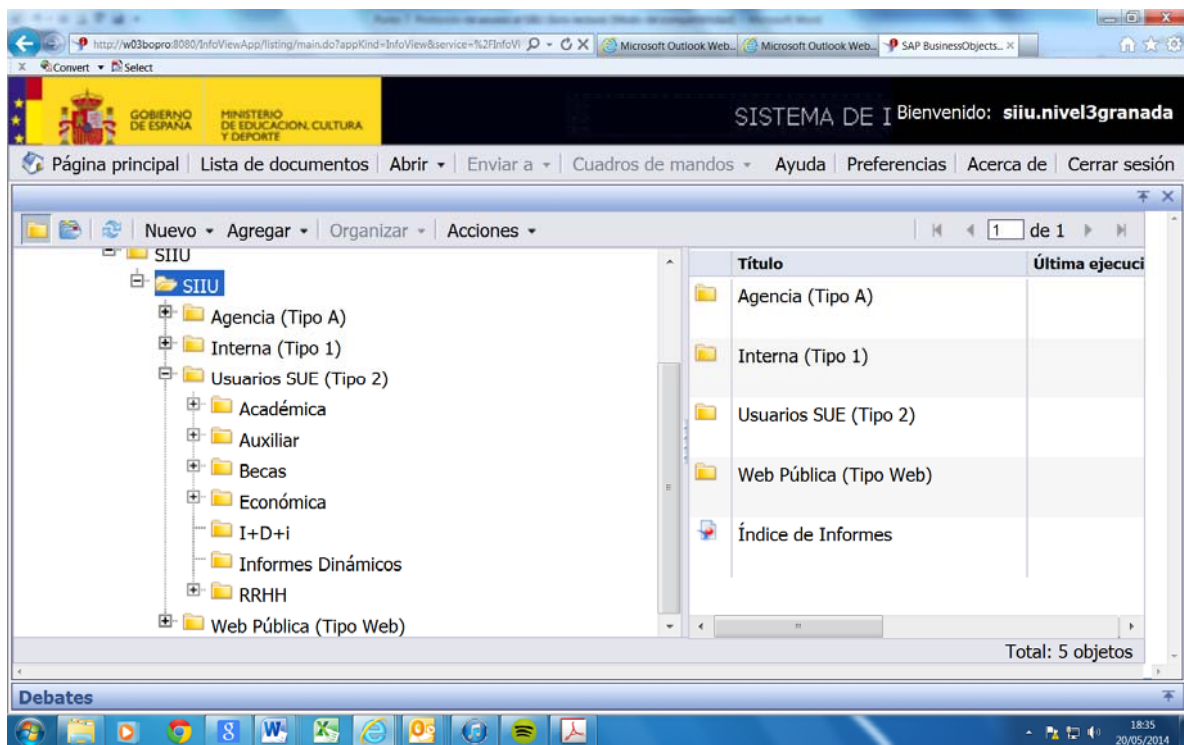 http://w03bopro:8080/InfoViewApp/listing/main.do?appKind=InfoView&service=%2FInfoVi
Microsoft Outlook Web...
Microsoft Outlook Web...
SAP BusinessObjects...
Convert
Select
GOBIERNO DE ESPAÑA
MINISTERIO DE EDUCACION, CULTURA Y DEPORTE
SISTEMA DE I
Bienvenido: siiu.nivel3granada
Página principal Lista de documentos Abrir Enviar a Cuadros de mandos Ayuda Preferencias Acerca de Cerrar sesión
Nuevo Agregar Organizar Acciones 1 de 1
SIIU
SIIU
Agencia (Tipo A)
Interna (Tipo 1)
Usuarios SUE (Tipo 2)
Académica
Auxiliar
Becas
Económica
I+D+i
Informes Dinámicos
RRHH
Web Pública (Tipo Web)
Título Última ejecuci
Agencia (Tipo A)
Interna (Tipo 1)
Usuarios SUE (Tipo 2)
Web Pública (Tipo Web)
Índice de Informes
Total: 5 objetos
Debates
18:35
20/05/2014